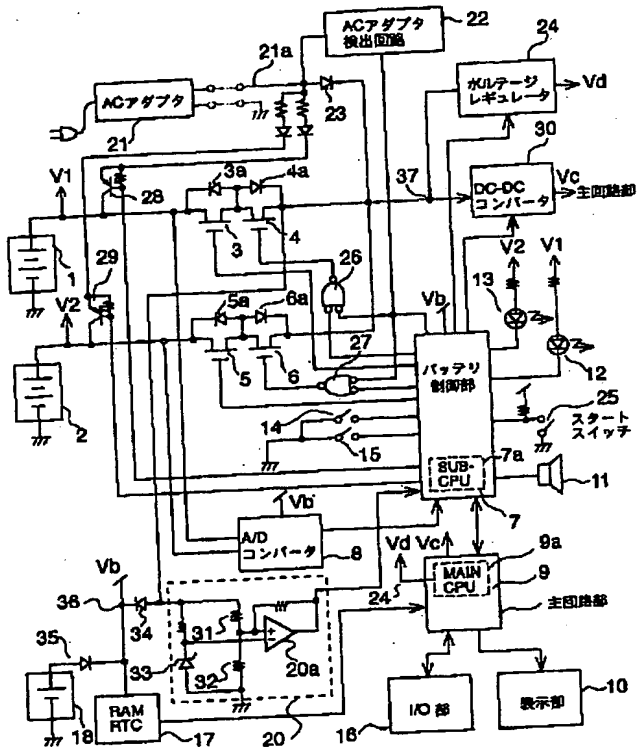 ACアダプタ
検出回路
22
21a
24
ボルテージ
レギュレータ
Vd
ACアダプタ
21
23
30
V1
28
3a
4a
37
DC-DC
コンバータ
Vc
主回路部
1
3
4
26
V2
V1
29
V2
13
5a
6a
27
Vb
12
2
5
6
バッテリ
制御部
25
スタート
スイッチ
14
15
7a
SUB-
CPU
7
11
Vb
A/D
コンバータ
8
Vd
Vc
9a
MAIN
CPU
9
24
主回路部
Vb
36
34
31
35
33
32
20a
18
RAM
RTC
17
20
I/O部
16
表示部
10